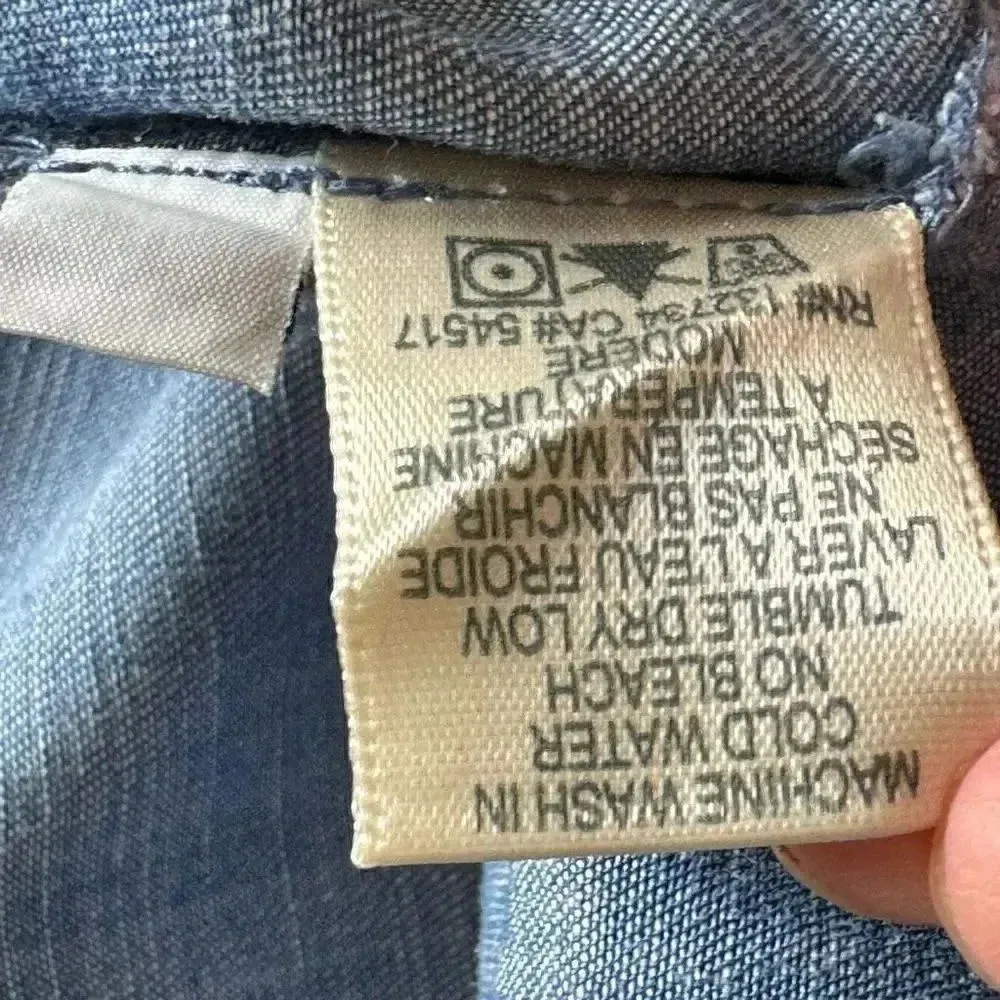 MACHINE WASH IN
COLD WATER
NO BLEACH
TUMBLE DRY LOW
LAVER A L'EAU FROIDE
NE PAS BLANCHIR
SÉCHAGE EN MACHINE
À TEMPERATURE
MODERE
RN# 132734 CA# 54517